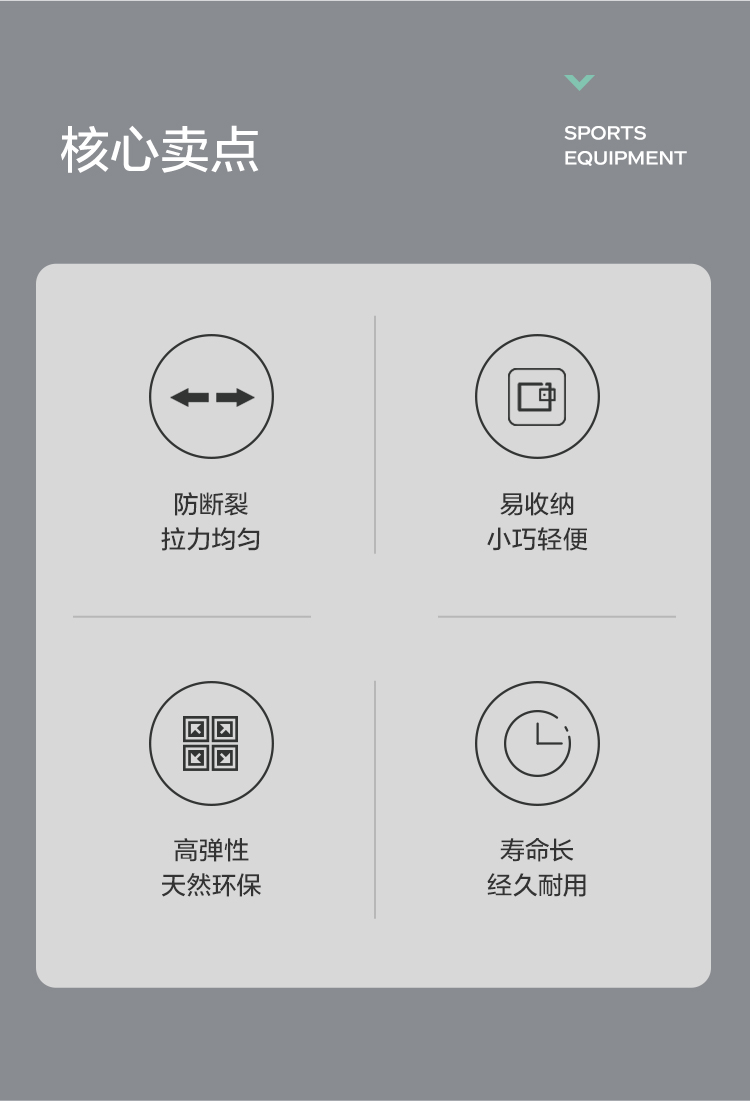 核心卖点
SPORTS
EQUIPMENT
防断裂
拉力均匀
易收纳
小巧轻便
高弹性
天然环保
寿命长
经久耐用